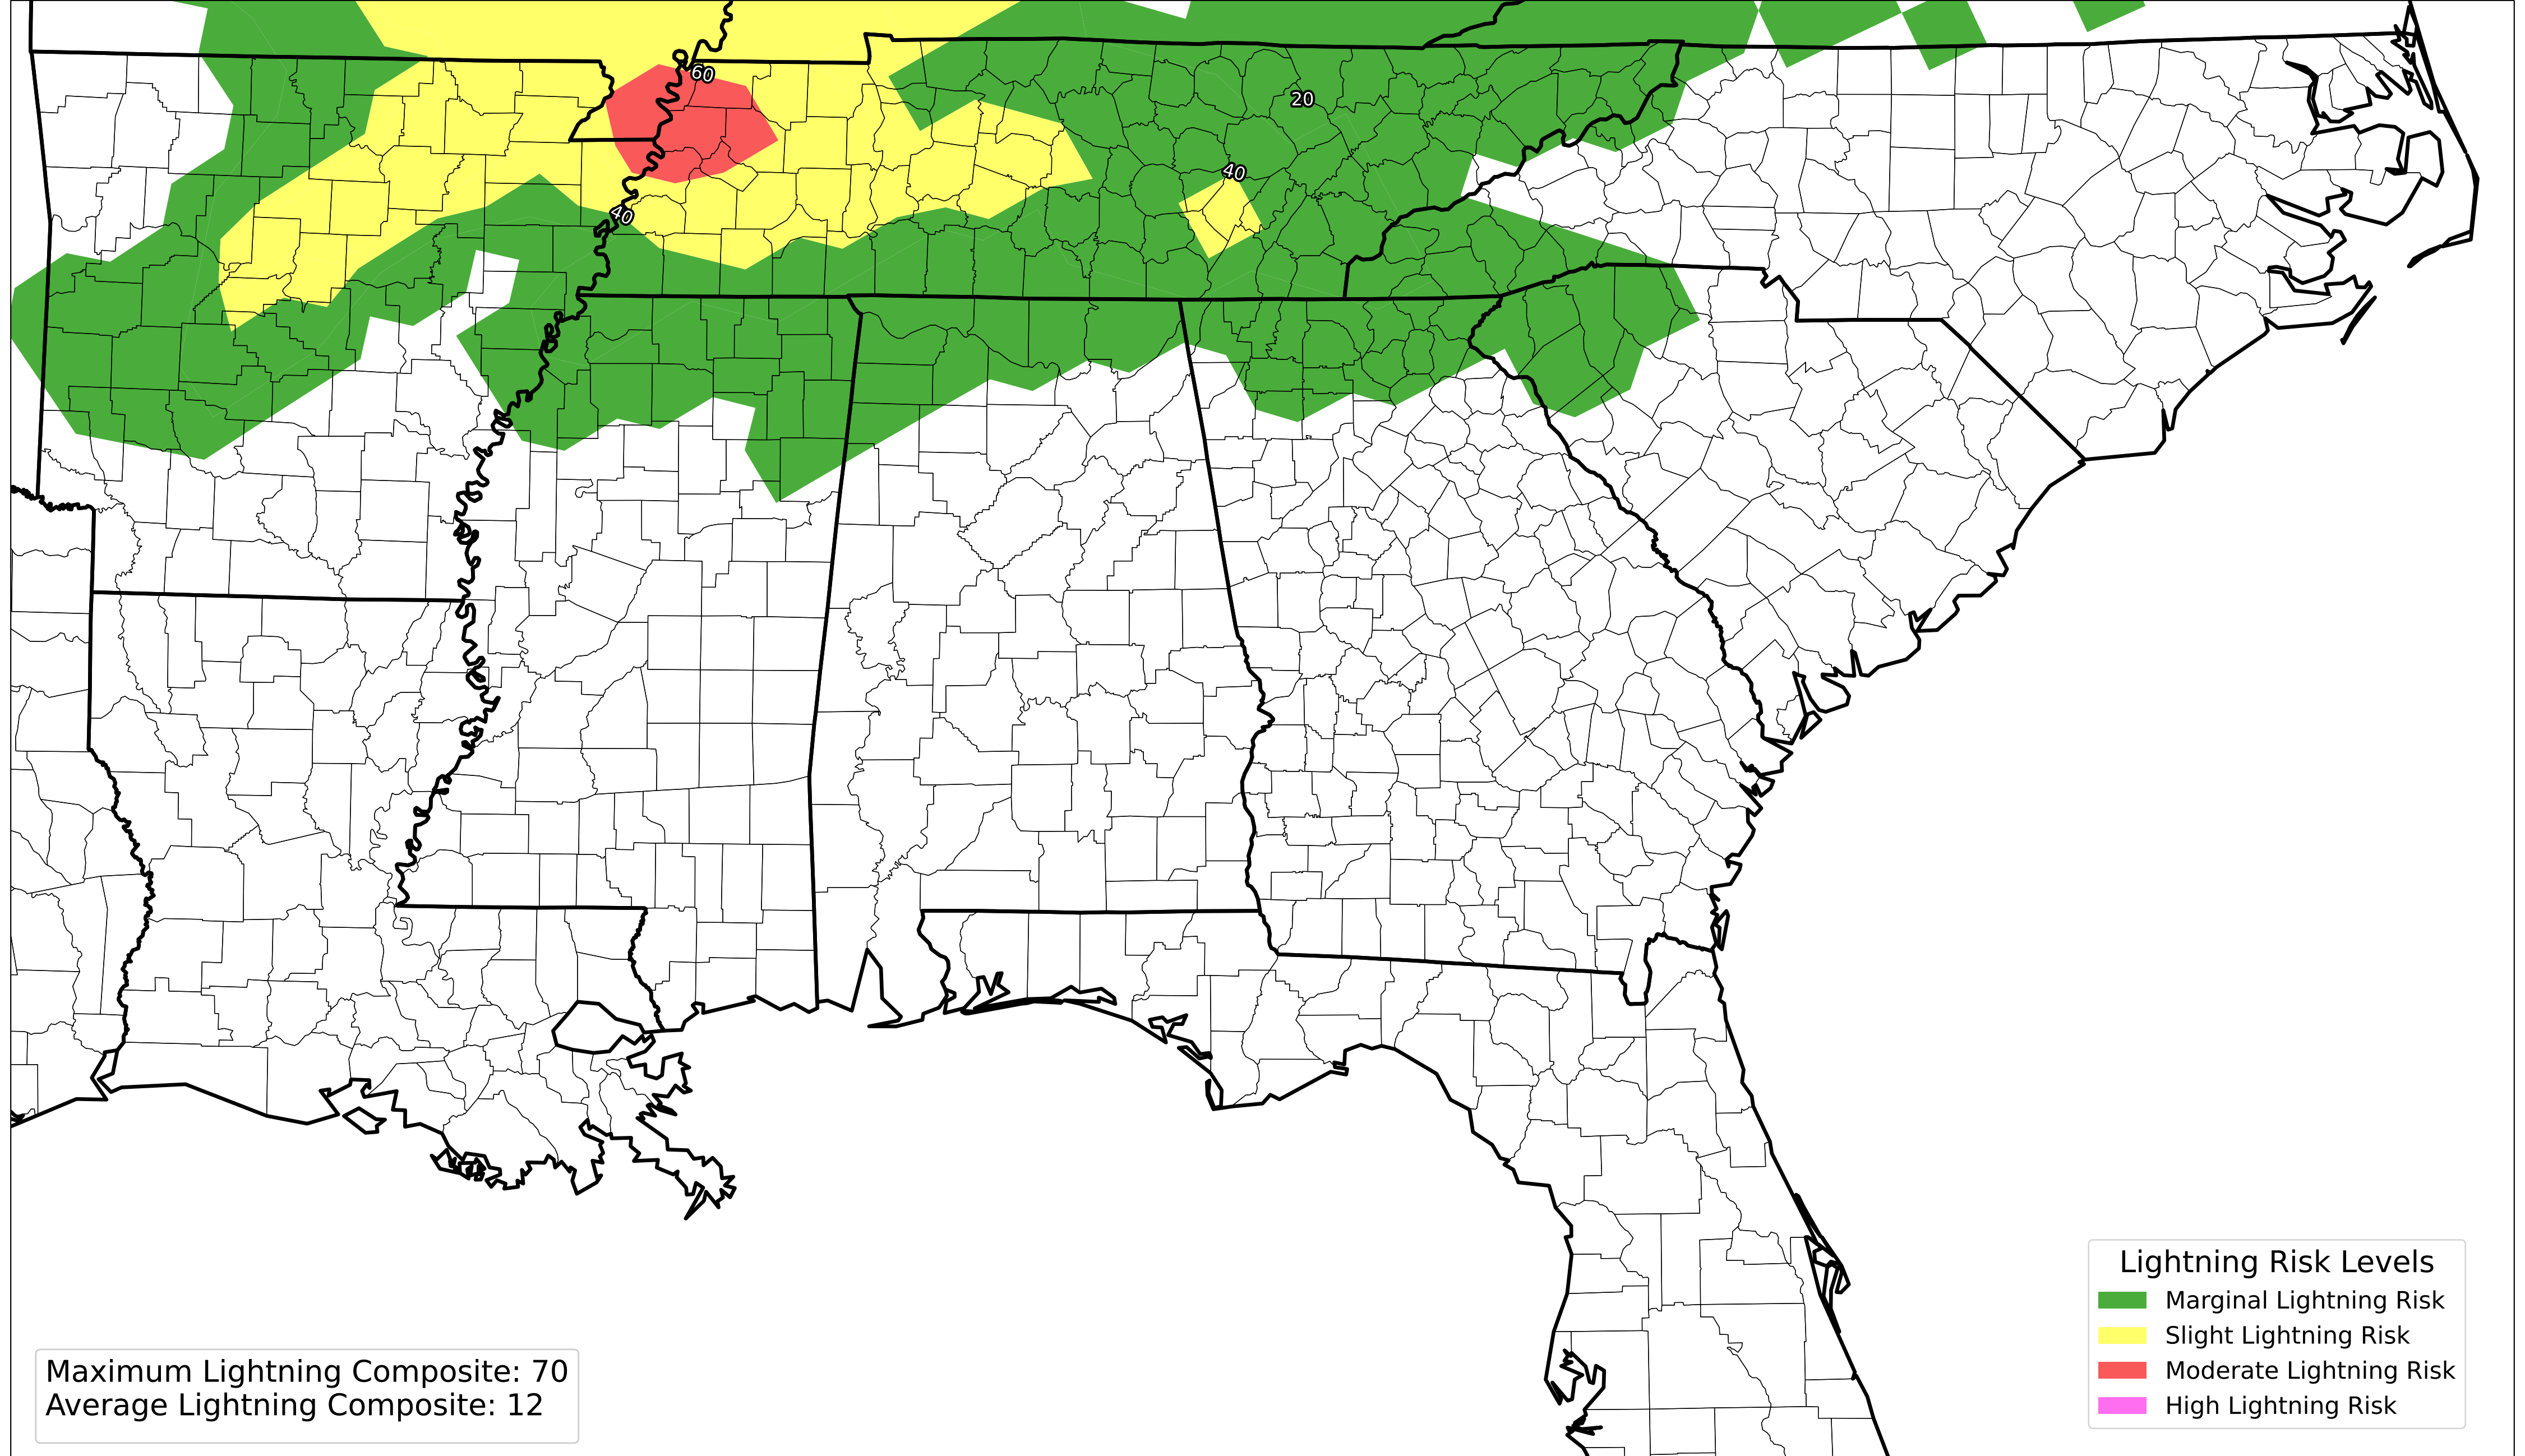 60
20
40
40
Lightning Risk Levels
Marginal Lightning Risk
Slight Lightning Risk
Moderate Lightning Risk
High Lightning Risk
Maximum Lightning Composite: 70
Average Lightning Composite: 12